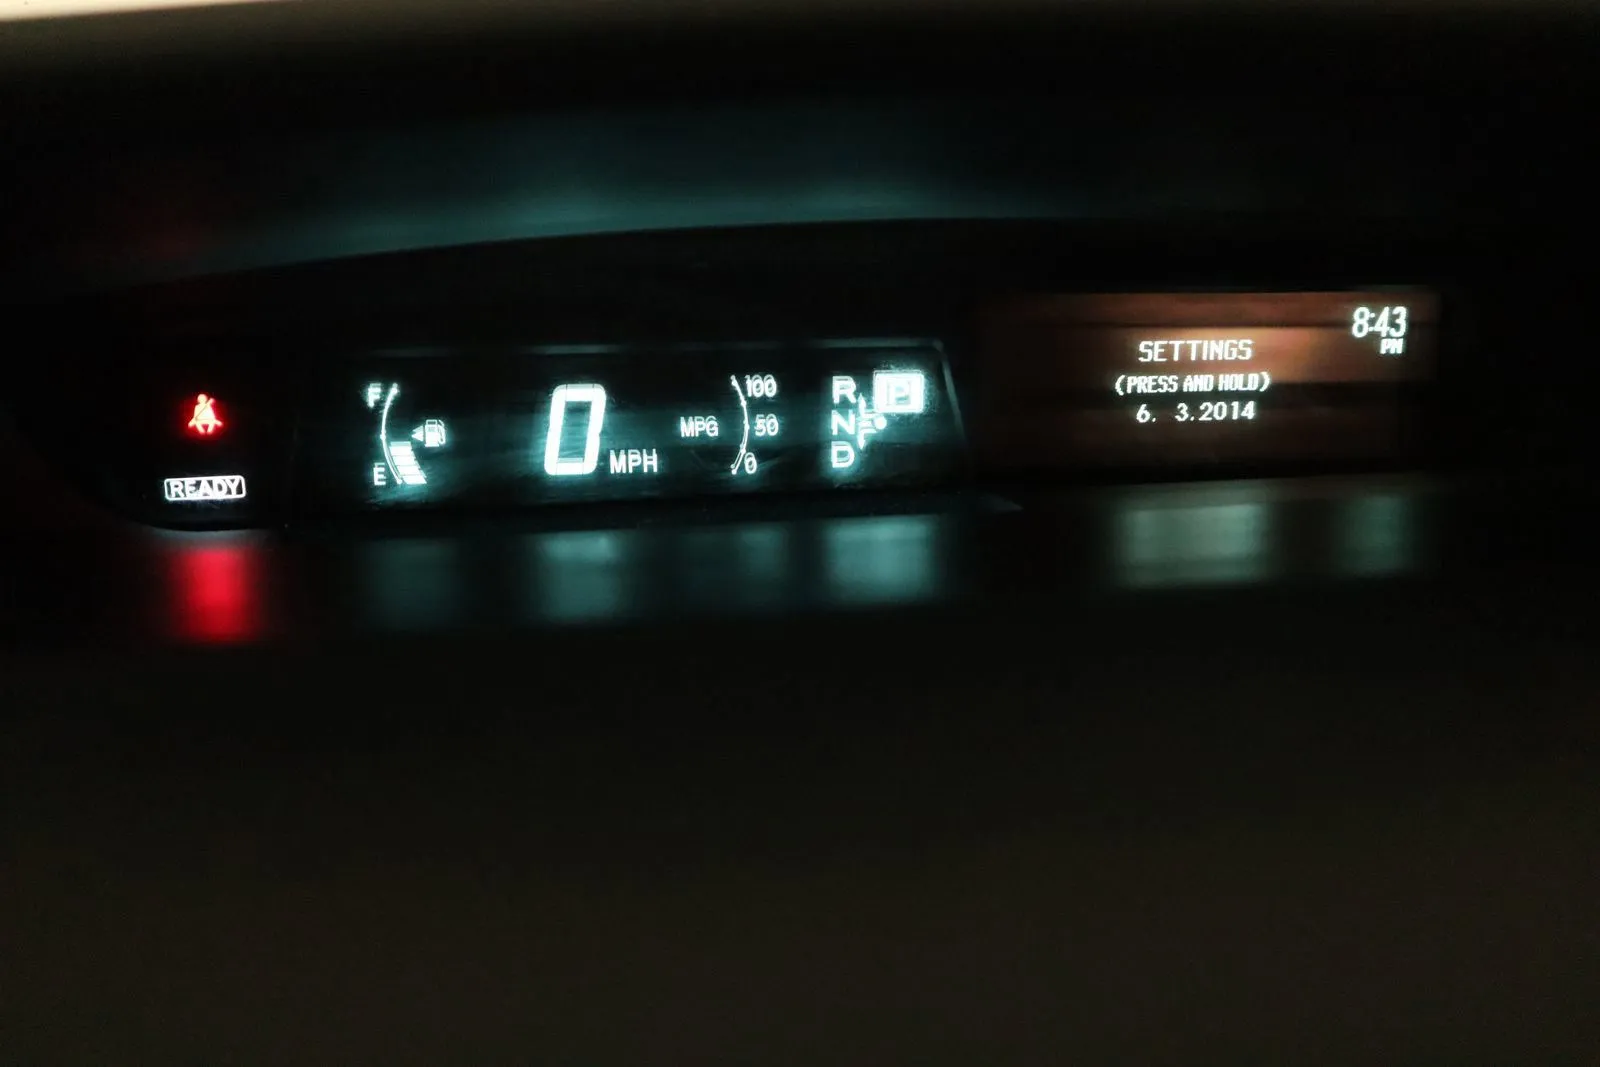 READY
F
E
0 MPH
MPG
100
50
0
R
N
D
P
8:43
PM
SETTINGS
(PRESS AND HOLD)
6. 3.2014